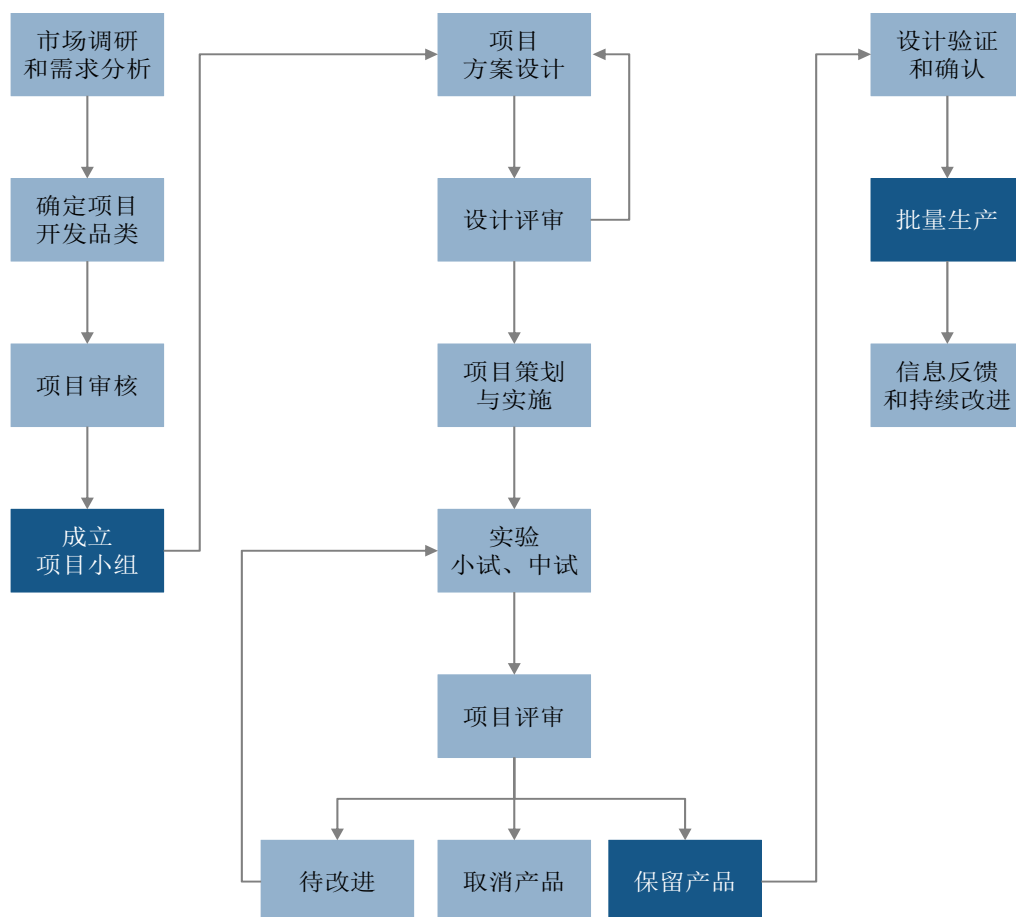 市场调研
和需求分析
确定项目
开发品类
项目审核
成立
项目小组
项目
方案设计
设计评审
项目策划
与实施
实验
小试、中试
项目评审
待改进
取消产品
保留产品
设计验证
和确认
批量生产
信息反馈
和持续改进